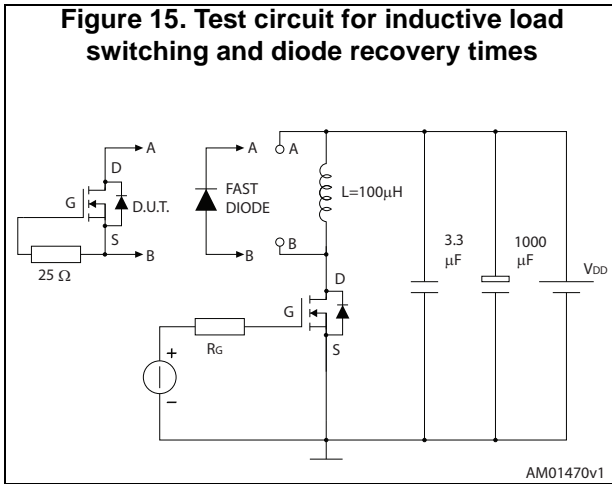 Figure 15. Test circuit for inductive load
switching and diode recovery times
A
D
G
D.U.T.
S
B
25 Ω
A
FAST
DIODE
B
A
L=100μH
B
D
G
S
RG
+
–
3.3
μF
1000
μF
VDD
AM01470v1